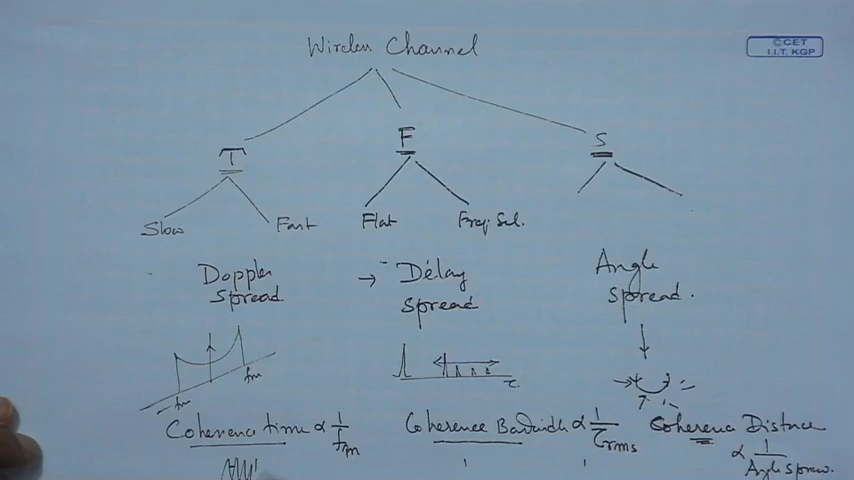 Wireless Channel
©CET
I.I.T. KGP
T
F
S
Slow
Fast
Flat
Freq. Sel.
Doppler
spread
→ Delay
spread
Angle
spread.
fm
fm
τ
Coherence time ∝ 1/fm
Coherence Bandwidth ∝ 1/τrms
Coherence Distance
∝ 1/Angle spread.